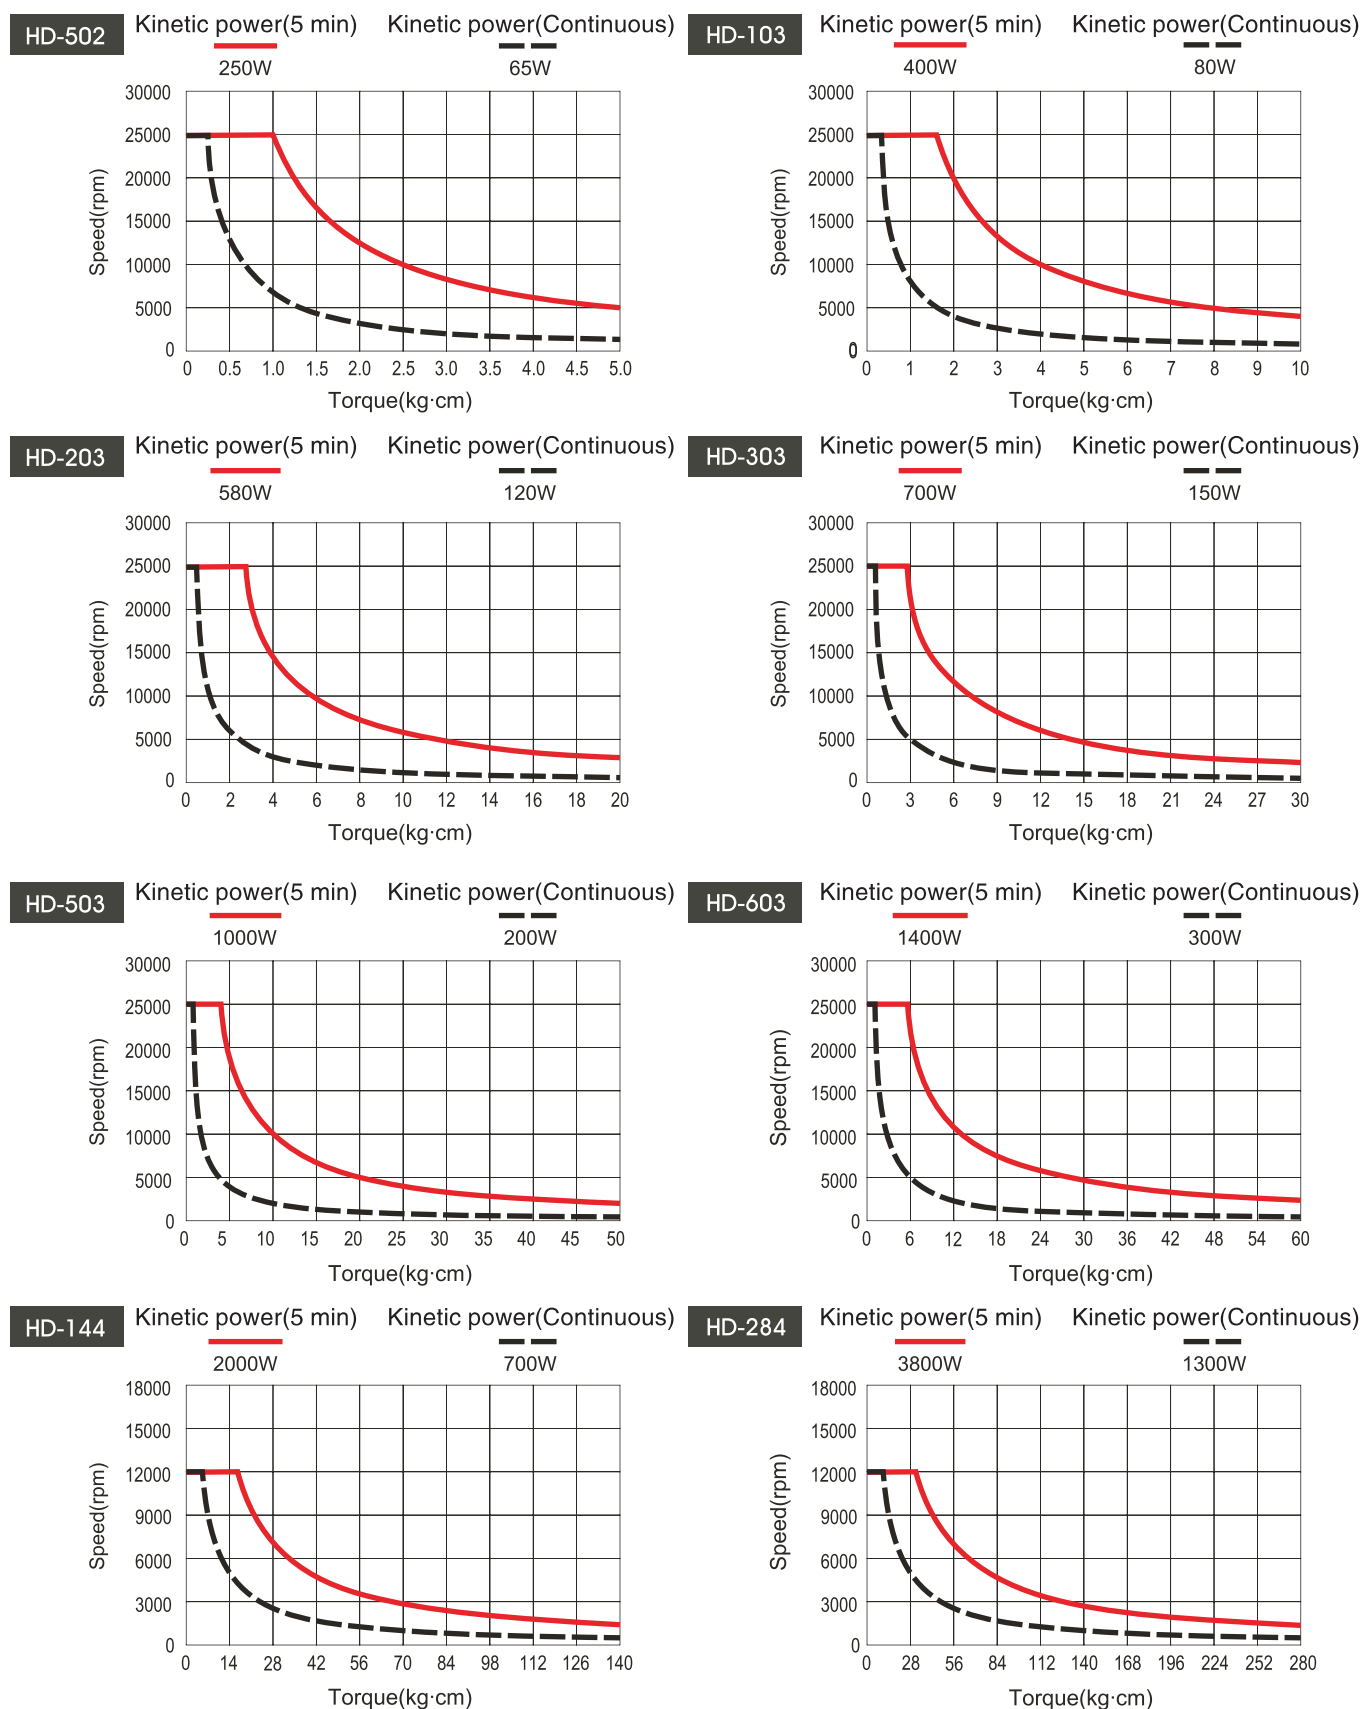 HD-502 Kinetic power(5 min) Kinetic power(Continuous)
250W 65W
30000
25000
20000
15000
10000
5000
0
Speed(rpm)
0 0.5 1.0 1.5 2.0 2.5 3.0 3.5 4.0 4.5 5.0
Torque(kg·cm)
HD-103 Kinetic power(5 min) Kinetic power(Continuous)
400W 80W
30000
25000
20000
15000
10000
5000
0
Speed(rpm)
0 1 2 3 4 5 6 7 8 9 10
Torque(kg·cm)
HD-203 Kinetic power(5 min) Kinetic power(Continuous)
580W 120W
30000
25000
20000
15000
10000
5000
0
Speed(rpm)
0 2 4 6 8 10 12 14 16 18 20
Torque(kg·cm)
HD-303 Kinetic power(5 min) Kinetic power(Continuous)
700W 150W
30000
25000
20000
15000
10000
5000
0
Speed(rpm)
0 3 6 9 12 15 18 21 24 27 30
Torque(kg·cm)
HD-503 Kinetic power(5 min) Kinetic power(Continuous)
1000W 200W
30000
25000
20000
15000
10000
5000
0
Speed(rpm)
0 5 10 15 20 25 30 35 40 45 50
Torque(kg·cm)
HD-603 Kinetic power(5 min) Kinetic power(Continuous)
1400W 300W
30000
25000
20000
15000
10000
5000
0
Speed(rpm)
0 6 12 18 24 30 36 42 48 54 60
Torque(kg·cm)
HD-144 Kinetic power(5 min) Kinetic power(Continuous)
2000W 700W
18000
15000
12000
9000
6000
3000
0
Speed(rpm)
0 14 28 42 56 70 84 98 112 126 140
Torque(kg·cm)
HD-284 Kinetic power(5 min) Kinetic power(Continuous)
3800W 1300W
18000
15000
12000
9000
6000
3000
0
Speed(rpm)
0 28 56 84 112 140 168 196 224 252 280
Torque(kg·cm)